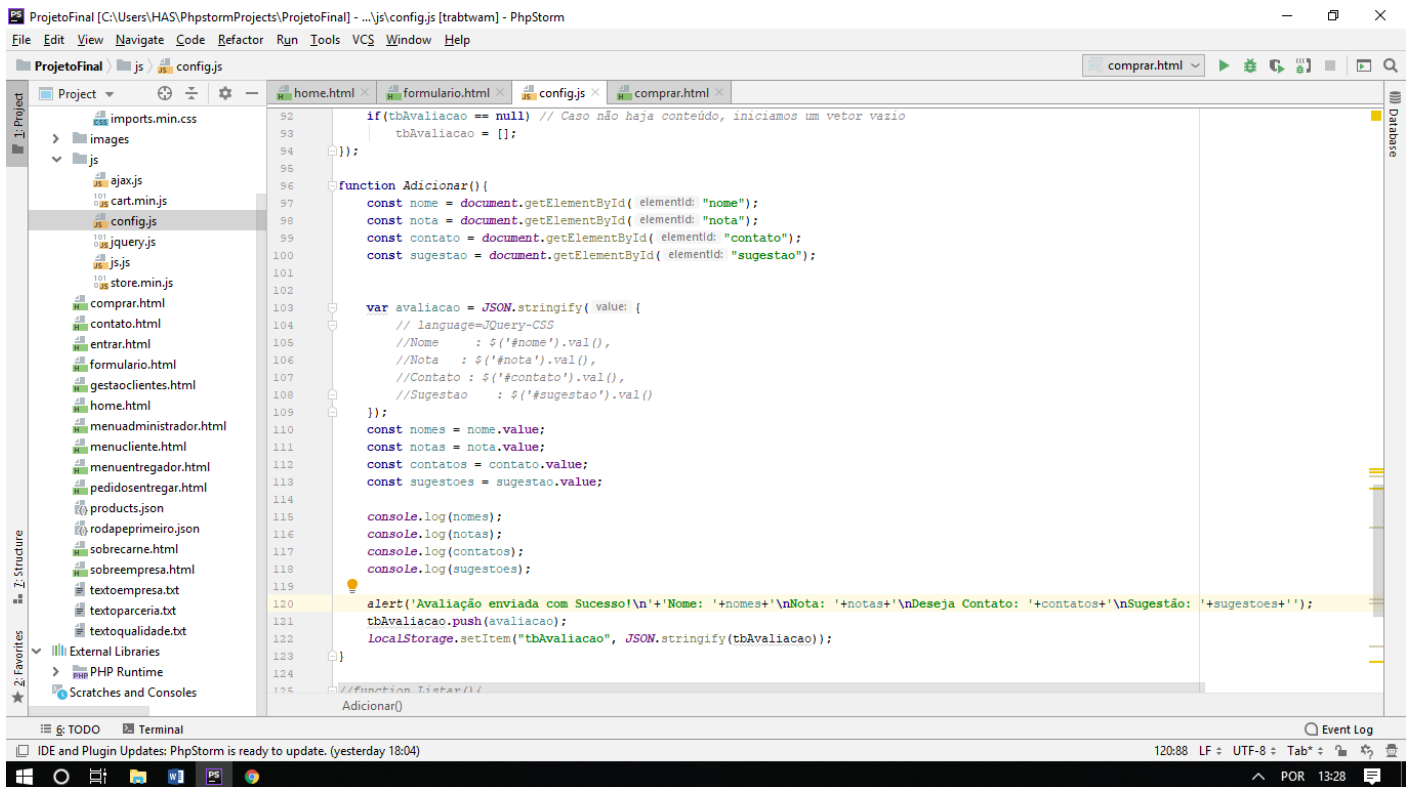 ProjetoFinal [C:\Users\HAS\PhpstormProjects\ProjetoFinal] - ...\js\config.js [trabtwam] - PhpStorm
File Edit View Navigate Code Refactor Run Tools VCS Window Help
ProjetoFinal js config.js
comprar.html
Project
home.html formulario.html config.js comprar.html
1: Project
7: Structure
2: Favorites
Database
imports.min.css
images
js
ajax.js
cart.min.js
config.js
jquery.js
js.js
store.min.js
comprar.html
contato.html
entrar.html
formulario.html
gestaoclientes.html
home.html
menuadministrador.html
menucliente.html
menuentregador.html
pedidosentregar.html
products.json
rodapeprimeiro.json
sobrecarne.html
sobreempresa.html
textoempresa.txt
textoparceria.txt
textoqualidade.txt
External Libraries
PHP Runtime
Scratches and Consoles
92 if(tbAvaliacao == null) // Caso não haja conteúdo, iniciamos um vetor vazio
93 tbAvaliacao = [];
94 });
95
96 function Adicionar(){
97 const nome = document.getElementById( elementId: "nome");
98 const nota = document.getElementById( elementId: "nota");
99 const contato = document.getElementById( elementId: "contato");
100 const sugestao = document.getElementById( elementId: "sugestao");
101
102
103 var avaliacao = JSON.stringify( value: {
104 // language=JQuery-CSS
105 //Nome : $('#nome').val(),
106 //Nota : $('#nota').val(),
107 //Contato : $('#contato').val(),
108 //Sugestao : $('#sugestao').val()
109 });
110 const nomes = nome.value;
111 const notas = nota.value;
112 const contatos = contato.value;
113 const sugestoes = sugestao.value;
114
115 console.log(nomes);
116 console.log(notas);
117 console.log(contatos);
118 console.log(sugestoes);
119
120 alert('Avaliação enviada com Sucesso!\n'+'Nome: '+nomes+'\nNota: '+notas+'\nDeseja Contato: '+contatos+'\nSugestão: '+sugestoes+'');
121 tbAvaliacao.push(avaliacao);
122 localStorage.setItem("tbAvaliacao", JSON.stringify(tbAvaliacao));
123 }
124
125 //function Listar(){
Adicionar()
6: TODO Terminal Event Log
IDE and Plugin Updates: PhpStorm is ready to update. (yesterday 18:04) 120:88 LF UTF-8 Tab*
POR 13:28